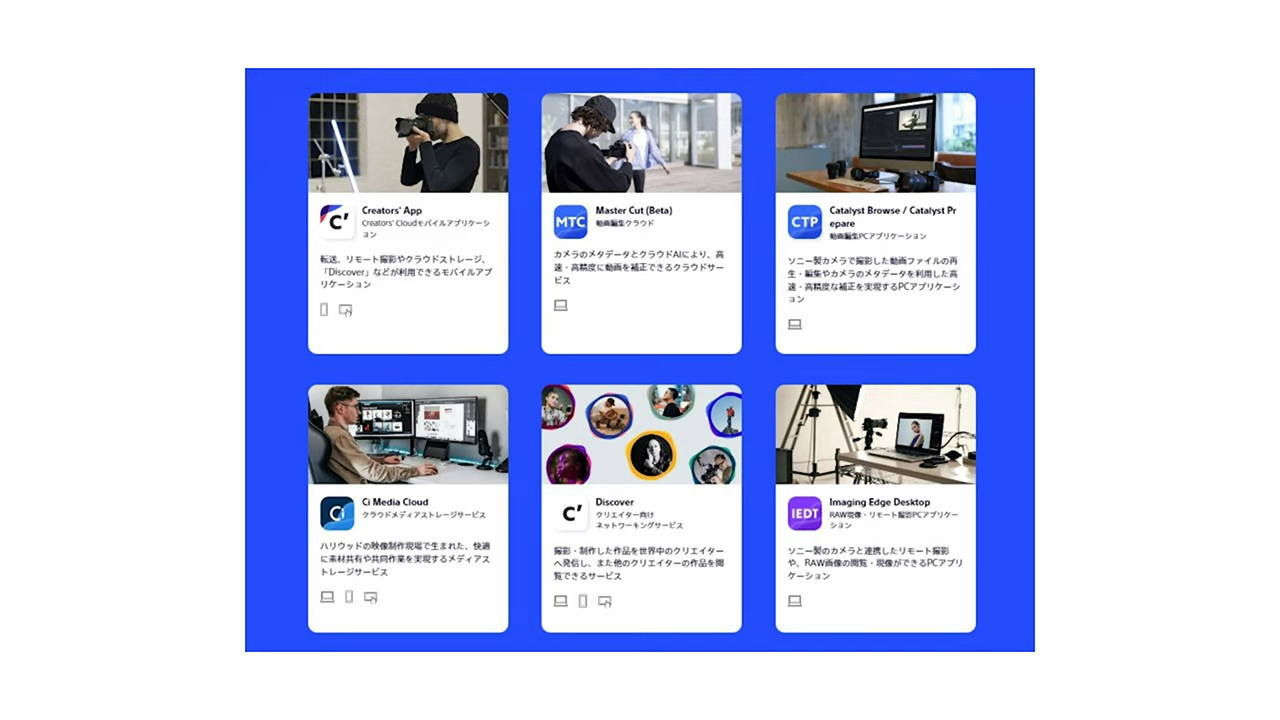 Creators' App
Creators' Cloudモバイルアプリケーシ
ョン
転送、リモート撮影やクラウドストレージ、
「Discover」などが利用できるモバイルアプ
リケーション
MTC
Master Cut (Beta)
動画編集クラウド
カメラのメタデータとクラウドAIにより、高
速・高精度に動画を補正できるクラウドサー
ビス
CTP
Catalyst Browse / Catalyst Pr
epare
動画編集PCアプリケーション
ソニー製カメラで撮影した動画ファイルの再
生・編集やカメラのメタデータを利用した高
速・高精度な補正を実現するPCアプリケーシ
ョン
Ci
Ci Media Cloud
クラウドメディアストレージサービス
ハリウッドの映像制作現場で生まれた、快適
に素材共有や共同作業を実現するメディアス
トレージサービス
Discover
クリエイター向け
ネットワーキングサービス
撮影・制作した作品を世界中のクリエイター
へ発信し、また他のクリエイターの作品を閲
覧できるサービス
IEDT
Imaging Edge Desktop
RAW現像・リモート撮影PCアプリケー
ション
ソニー製のカメラと連携したリモート撮影
や、RAW画像の閲覧・現像ができるPCアプリ
ケーション